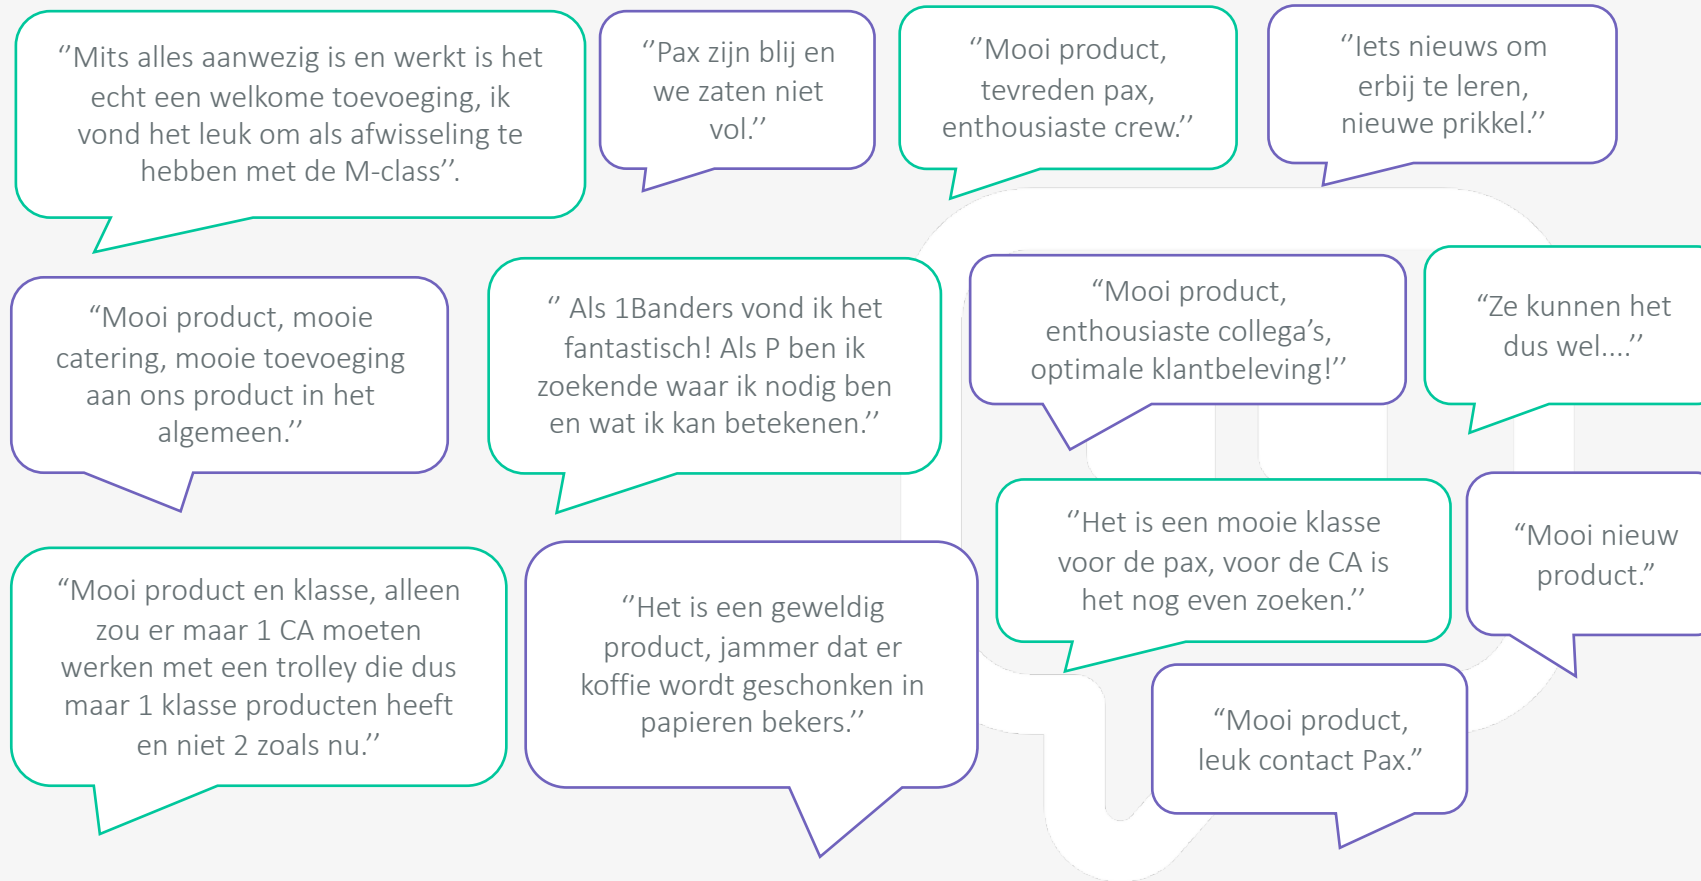 ‘’Mits alles aanwezig is en werkt is het
echt een welkome toevoeging, ik
vond het leuk om als afwisseling te
hebben met de M-class’’.
‘’Pax zijn blij en
we zaten niet
vol.’’
‘’Mooi product,
tevreden pax,
enthousiaste crew.’’
‘’Iets nieuws om
erbij te leren,
nieuwe prikkel.’’
“Mooi product, mooie
catering, mooie toevoeging
aan ons product in het
algemeen.’’
‘’ Als 1Banders vond ik het
fantastisch! Als P ben ik
zoekende waar ik nodig ben
en wat ik kan betekenen.’’
“Mooi product,
enthousiaste collega’s,
optimale klantbeleving!’’
“Ze kunnen het
dus wel....’’
“Mooi product en klasse, alleen
zou er maar 1 CA moeten
werken met een trolley die dus
maar 1 klasse producten heeft
en niet 2 zoals nu.’’
‘’Het is een geweldig
product, jammer dat er
koffie wordt geschonken in
papieren bekers.’’
‘’Het is een mooie klasse
voor de pax, voor de CA is
het nog even zoeken.’’
“Mooi nieuw
product.”
“Mooi product,
leuk contact Pax.”